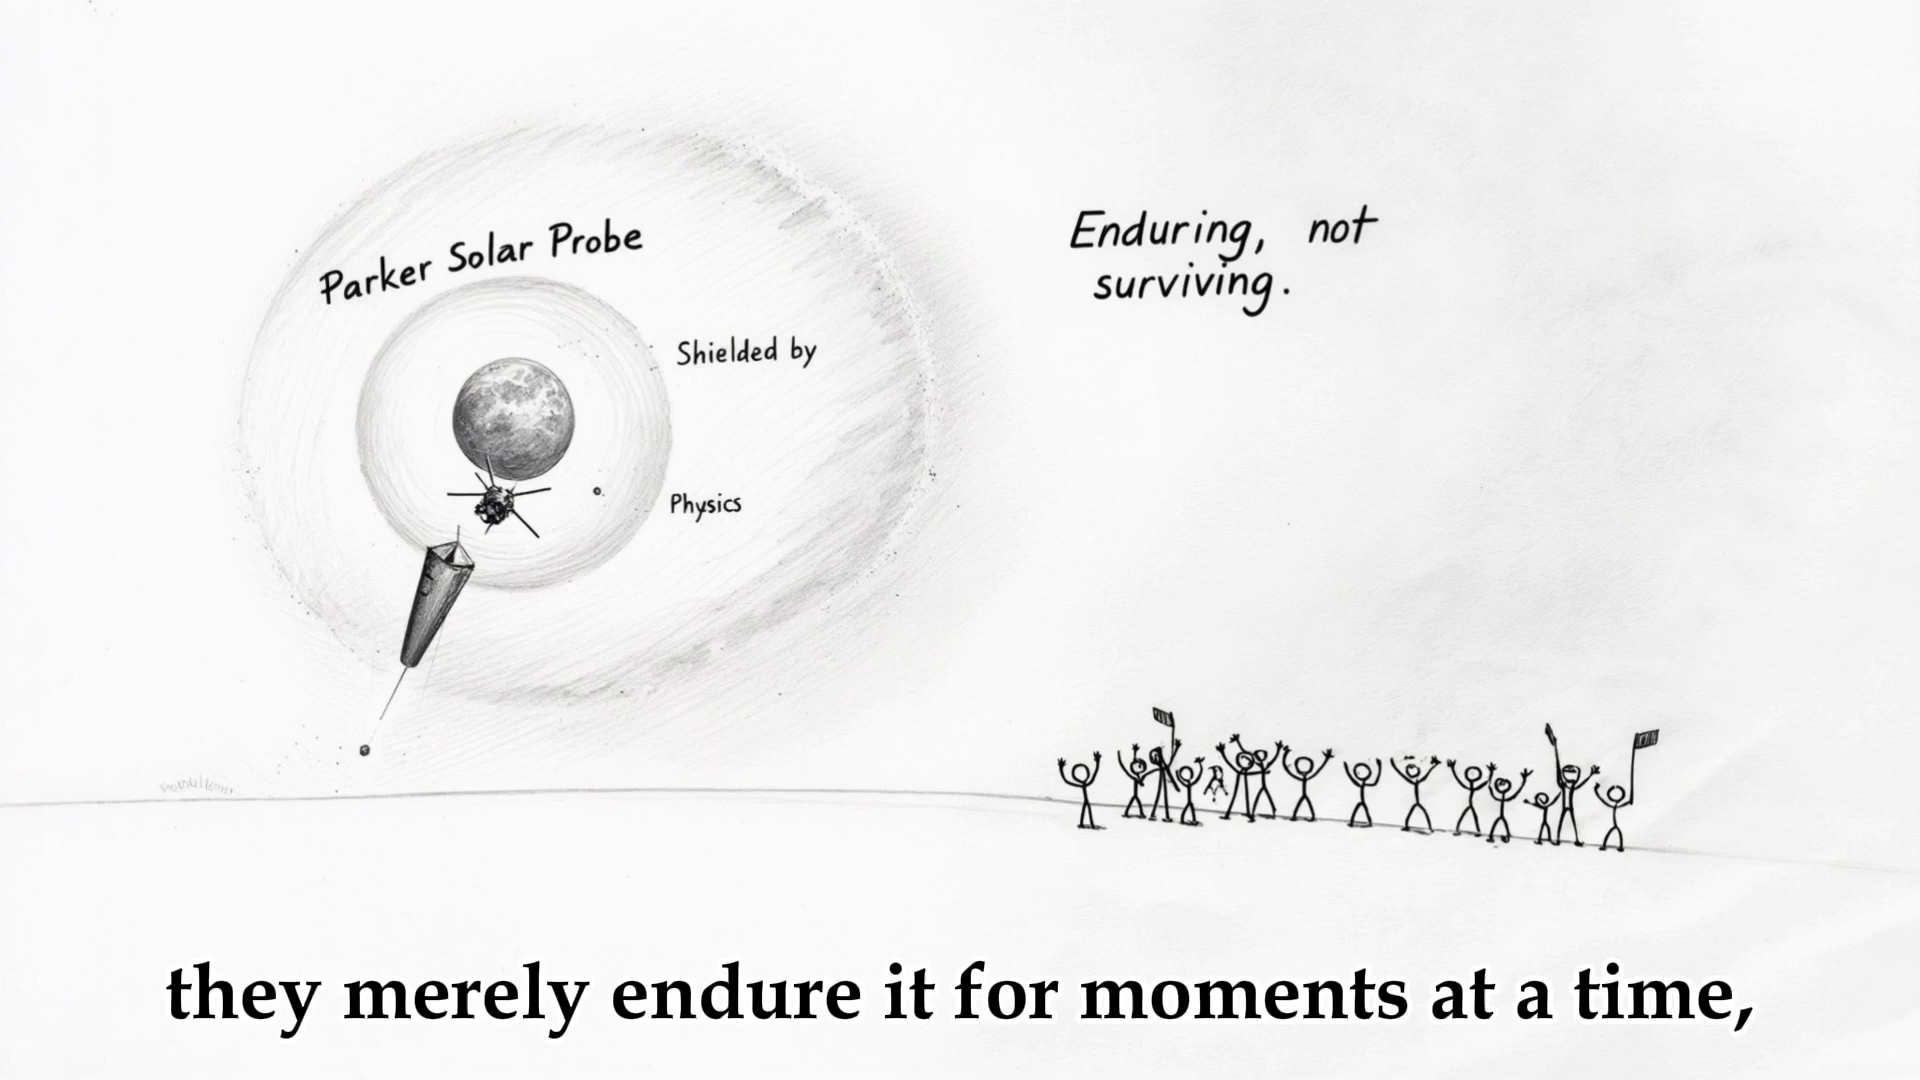 Parker Solar Probe
Shielded by
Physics
Enduring, not
surviving.
they merely endure it for moments at a time,